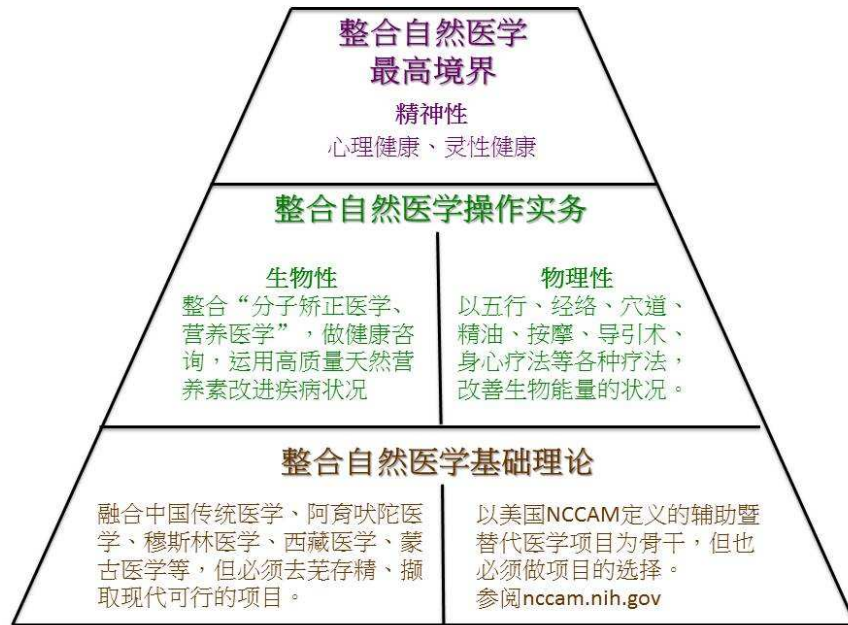 整合自然医学
最高境界
精神性
心理健康、灵性健康
整合自然医学操作实务
生物性
整合“分子矫正医学、
营养医学”，做健康咨
询，运用高质量天然营
养素改进疾病状况
物理性
以五行、经络、穴道、
精油、按摩、导引术、
身心疗法等各种疗法，
改善生物能量的状况。
整合自然医学基础理论
融合中国传统医学、阿育吠陀医
学、穆斯林医学、西藏医学、蒙
古医学等，但必须去芜存精、撷
取现代可行的项目。
以美国NCCAM定义的辅助暨
替代医学项目为骨干，但也
必须做项目的选择。
参阅nccam.nih.gov